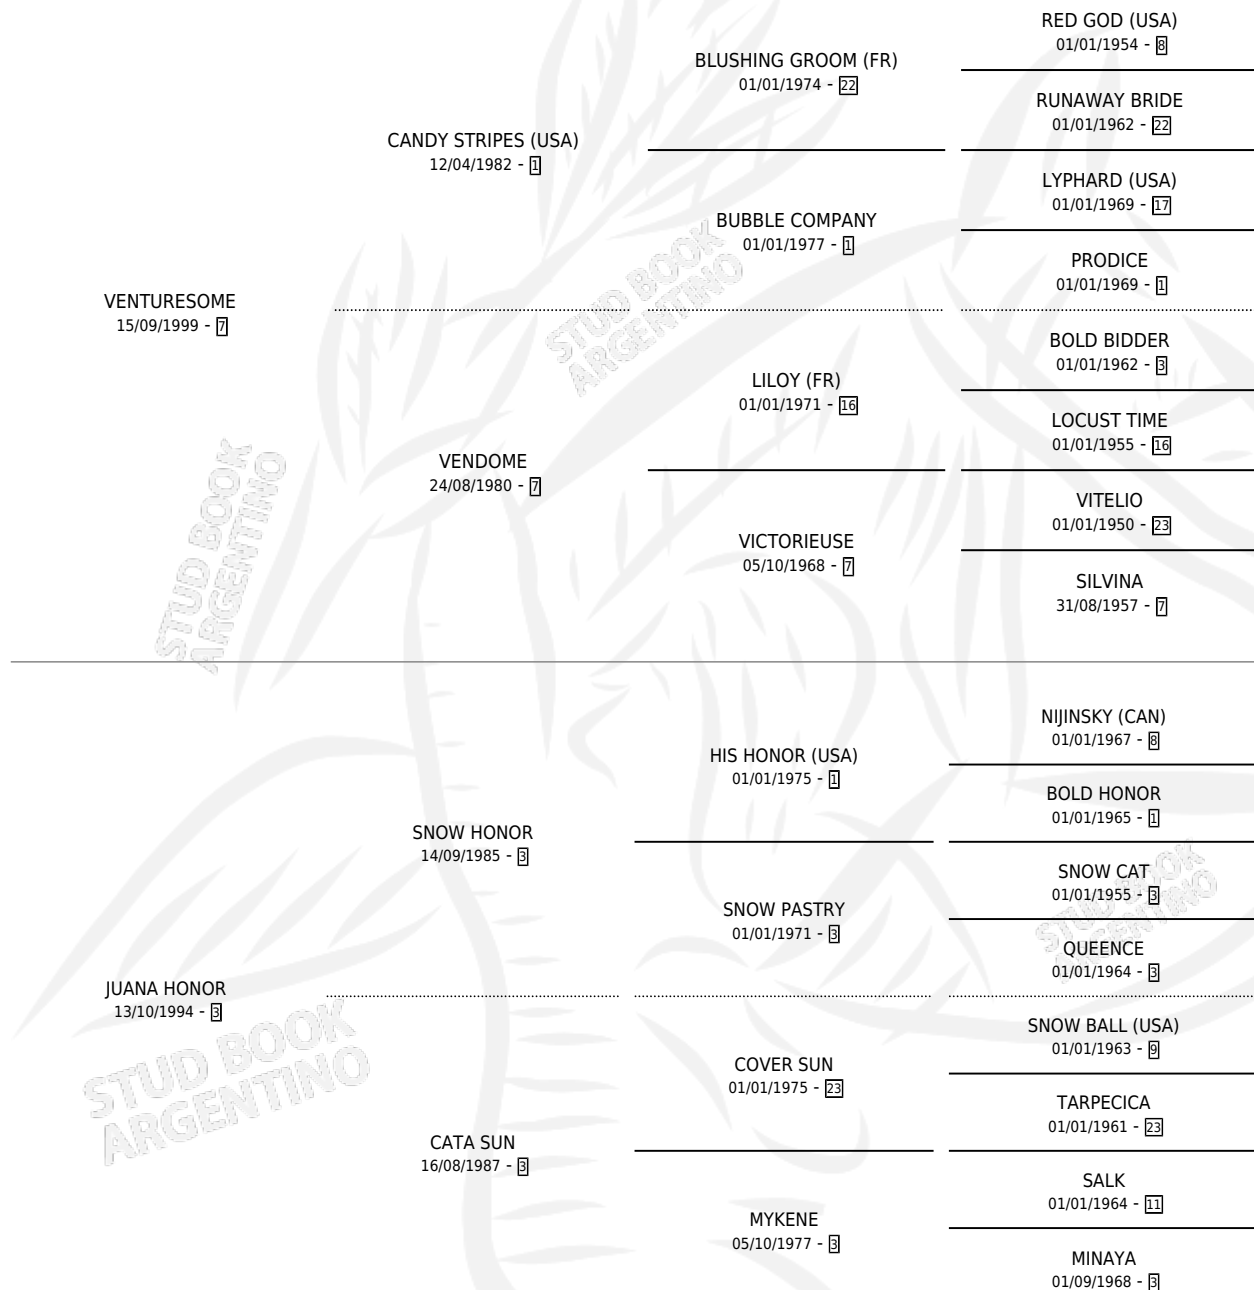 RED GOD (USA)
01/01/1954 - 8
BLUSHING GROOM (FR)
01/01/1974 - 22
RUNAWAY BRIDE
01/01/1962 - 22
CANDY STRIPES (USA)
12/04/1982 - 1
LYPHARD (USA)
01/01/1969 - 17
BUBBLE COMPANY
01/01/1977 - 1
PRODICE
01/01/1969 - 1
VENTURESOME
15/09/1999 - 7
BOLD BIDDER
01/01/1962 - 3
LILOY (FR)
01/01/1971 - 16
LOCUST TIME
01/01/1955 - 16
VENDOME
24/08/1980 - 7
VITELIO
01/01/1950 - 23
VICTORIEUSE
05/10/1968 - 7
SILVINA
31/08/1957 - 7
STUD BOOK
ARGENTINO
STUD BOOK
ARGENTINO
NIJINSKY (CAN)
01/01/1967 - 8
HIS HONOR (USA)
01/01/1975 - 1
BOLD HONOR
01/01/1965 - 1
SNOW HONOR
14/09/1985 - 3
SNOW CAT
01/01/1955 - 3
SNOW PASTRY
01/01/1971 - 3
QUEENCE
01/01/1964 - 3
STUD BOOK
ARGENTINO
JUANA HONOR
13/10/1994 - 3
SNOW BALL (USA)
01/01/1963 - 9
COVER SUN
01/01/1975 - 23
TARPECICA
01/01/1961 - 23
STUD BOOK
ARGENTINO
CATA SUN
16/08/1987 - 3
SALK
01/01/1964 - 11
MYKENE
05/10/1977 - 3
MINAYA
01/09/1968 - 3